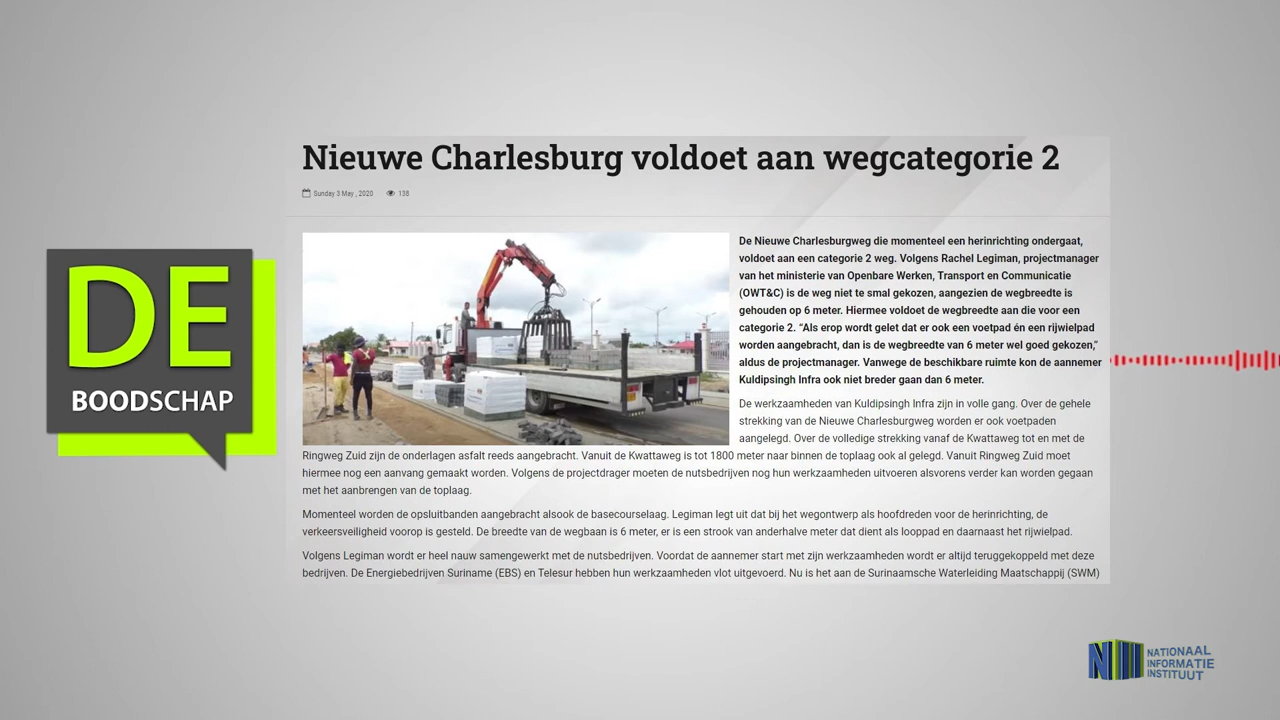 Nieuwe Charlesburg voldoet aan wegcategorie 2
Sunday 3 May , 2020 138
DE
BOODSCHAP
De Nieuwe Charlesburgweg die momenteel een herinrichting ondergaat,
voldoet aan een categorie 2 weg. Volgens Rachel Legiman, projectmanager
van het ministerie van Openbare Werken, Transport en Communicatie
(OWT&C) is de weg niet te smal gekozen, aangezien de wegbreedte is
gehouden op 6 meter. Hiermee voldoet de wegbreedte aan die voor een
categorie 2. “Als erop wordt gelet dat er ook een voetpad én een rijwielpad
worden aangebracht, dan is de wegbreedte van 6 meter wel goed gekozen,”
aldus de projectmanager. Vanwege de beschikbare ruimte kon de aannemer
Kuldipsingh Infra ook niet breder gaan dan 6 meter.
De werkzaamheden van Kuldipsingh Infra zijn in volle gang. Over de gehele
strekking van de Nieuwe Charlesburgweg worden er ook voetpaden
aangelegd. Over de volledige strekking vanaf de Kwattaweg tot en met de
Ringweg Zuid zijn de onderlagen asfalt reeds aangebracht. Vanuit de Kwattaweg is tot 1800 meter naar binnen de toplaag ook al gelegd. Vanuit Ringweg Zuid moet
hiermee nog een aanvang gemaakt worden. Volgens de projectdrager moeten de nutsbedrijven nog hun werkzaamheden uitvoeren alsvorens verder kan worden gegaan
met het aanbrengen van de toplaag.
Momenteel worden de opsluitbanden aangebracht alsook de basecourselaag. Legiman legt uit dat bij het wegontwerp als hoofdreden voor de herinrichting, de
verkeersveiligheid voorop is gesteld. De breedte van de wegbaan is 6 meter, er is een strook van anderhalve meter dat dient als looppad en daarnaast het rijwielpad.
Volgens Legiman wordt er heel nauw samengewerkt met de nutsbedrijven. Voordat de aannemer start met zijn werkzaamheden wordt er altijd teruggekoppeld met deze
bedrijven. De Energiebedrijven Suriname (EBS) en Telesur hebben hun werkzaamheden vlot uitgevoerd. Nu is het aan de Surinaamsche Waterleiding Maatschappij (SWM)
NII NATIONAAL
INFORMATIE
INSTITUUT